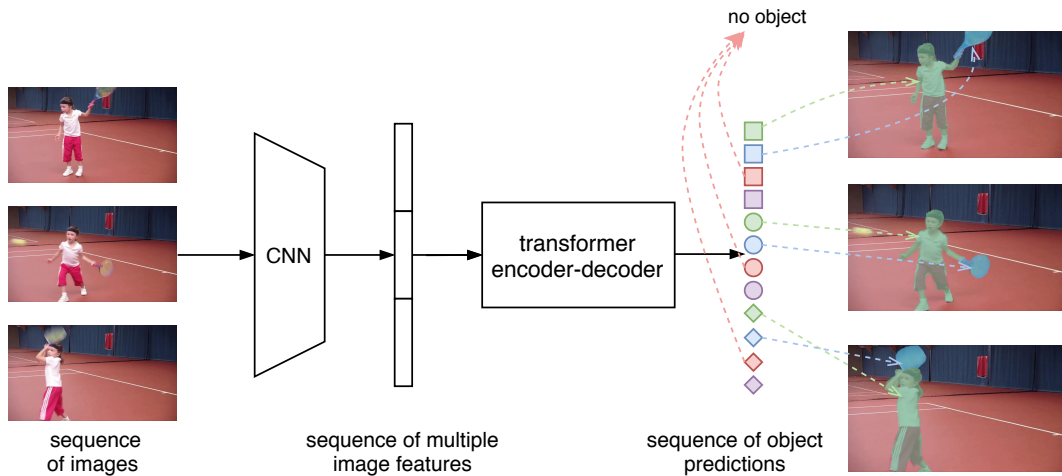 no object
CNN
transformer
encoder-decoder
sequence
of images
sequence of multiple
image features
sequence of object
predictions